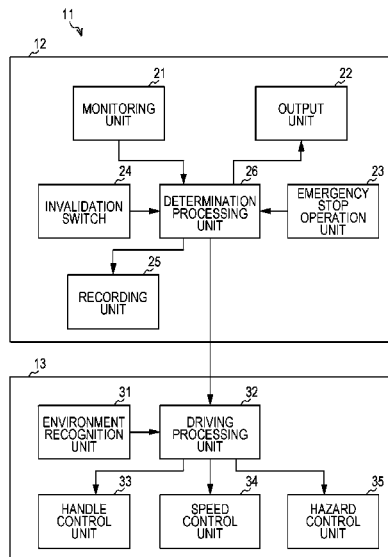 11
12
21
MONITORING
UNIT
22
OUTPUT
UNIT
24
INVALIDATION
SWITCH
26
DETERMINATION
PROCESSING
UNIT
23
EMERGENCY
STOP OPERATION
UNIT
25
RECORDING
UNIT
13
31
ENVIRONMENT
RECOGNITION
UNIT
32
DRIVING
PROCESSING
UNIT
33
HANDLE
CONTROL
UNIT
34
SPEED
CONTROL
UNIT
35
HAZARD
CONTROL
UNIT